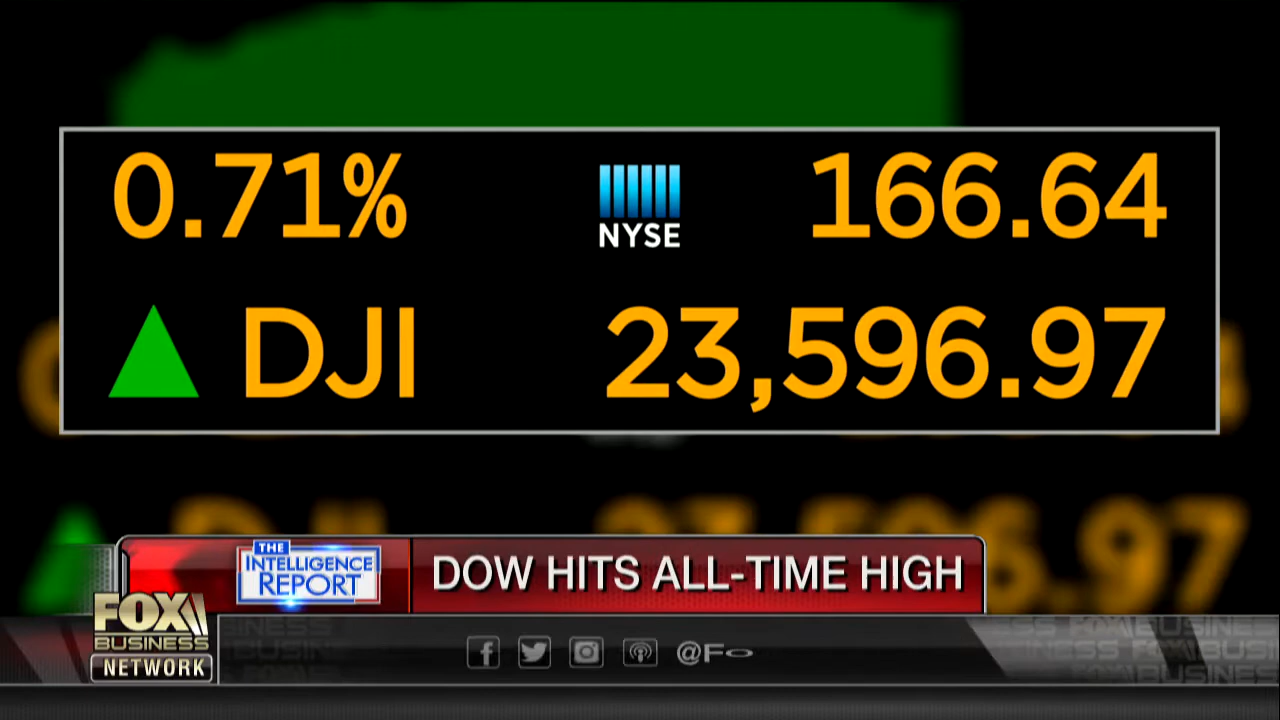 0.71%
NYSE
166.64
DJI
23,596.97
THE
INTELLIGENCE
REPORT
DOW HITS ALL-TIME HIGH
FOX
BUSINESS
NETWORK
@Fo